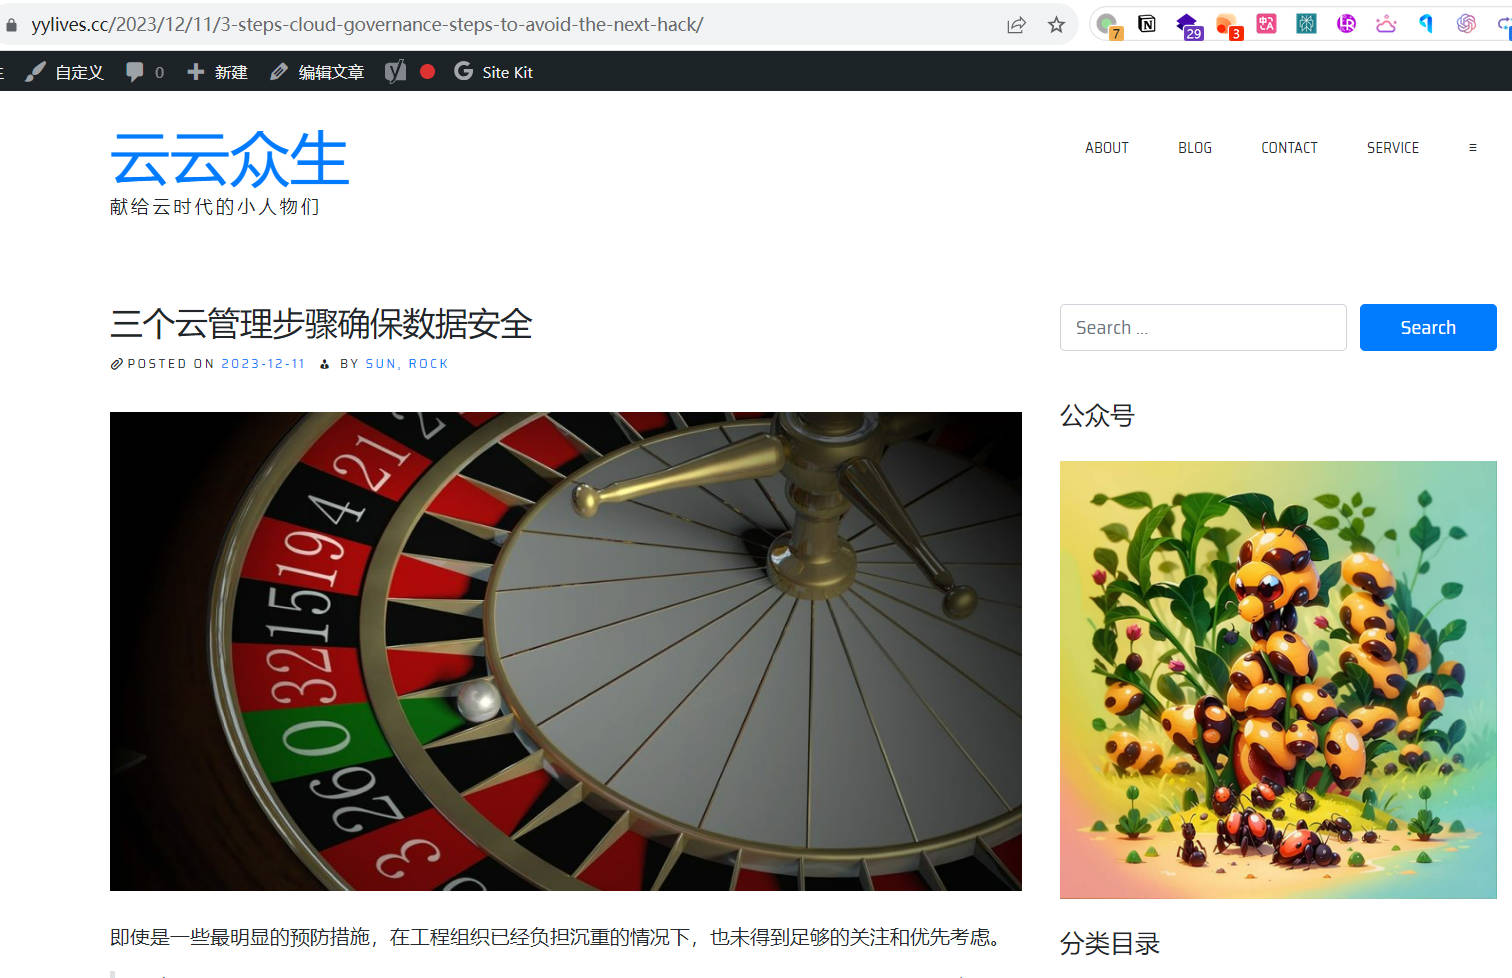 yylives.cc/2023/12/11/3-steps-cloud-governance-steps-to-avoid-the-next-hack/
7
29
3
自定义
0
新建
编辑文章
Site Kit
云云众生
献给云时代的小人物们
ABOUT
BLOG
CONTACT
SERVICE
三个云管理步骤确保数据安全
POSTED ON 2023-12-11 BY SUN, ROCK
Search ...
Search
公众号
21
4
19
15
32
0
26
3
即使是一些最明显的预防措施，在工程组织已经负担沉重的情况下，也未得到足够的关注和优先考虑。
分类目录